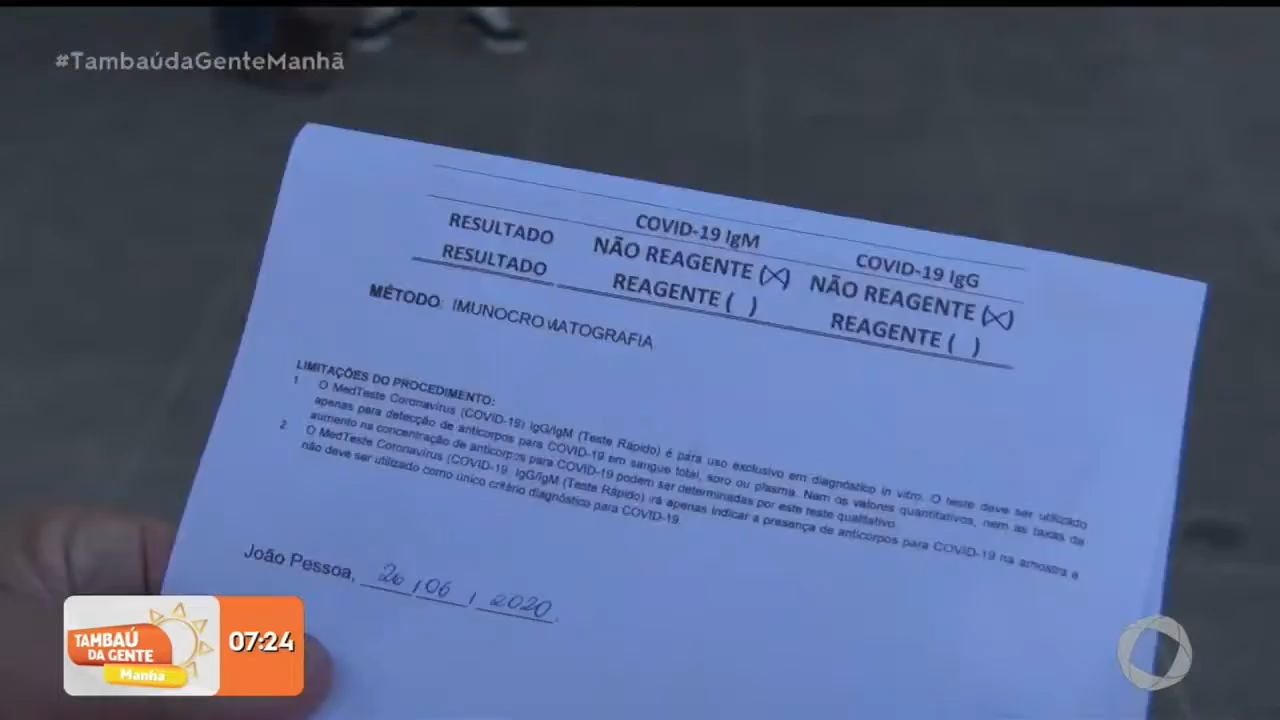 #TambaúdaGenteManhã
COVID-19 IgM
COVID-19 IgG
RESULTADO NÃO REAGENTE (X) NÃO REAGENTE (X)
RESULTADO REAGENTE ( ) REAGENTE ( )
MÉTODO: IMUNOCROMATOGRAFIA
LIMITAÇÕES DO PROCEDIMENTO:
1 O MedTeste Coronavírus (COVID-19) IgG/IgM (Teste Rápido) é para uso exclusivo em diagnóstico in vitro. O teste deve ser utilizado
apenas para detecção de anticorpos para COVID-19 em sangue total, soro ou plasma. Nem os valores quantitativos, nem as taxas de
aumento na concentração de anticorpos para COVID-19 podem ser determinadas por este teste qualitativo.
2 O MedTeste Coronavírus (COVID-19 IgG/IgM (Teste Rápido) irá apenas indicar a presença de anticorpos para COVID-19 na amostra e
não deve ser utilizado como único critério diagnóstico para COVID-19.
João Pessoa, 26/06/2020.
TAMBAÚ
DA GENTE
Manhã
07:24